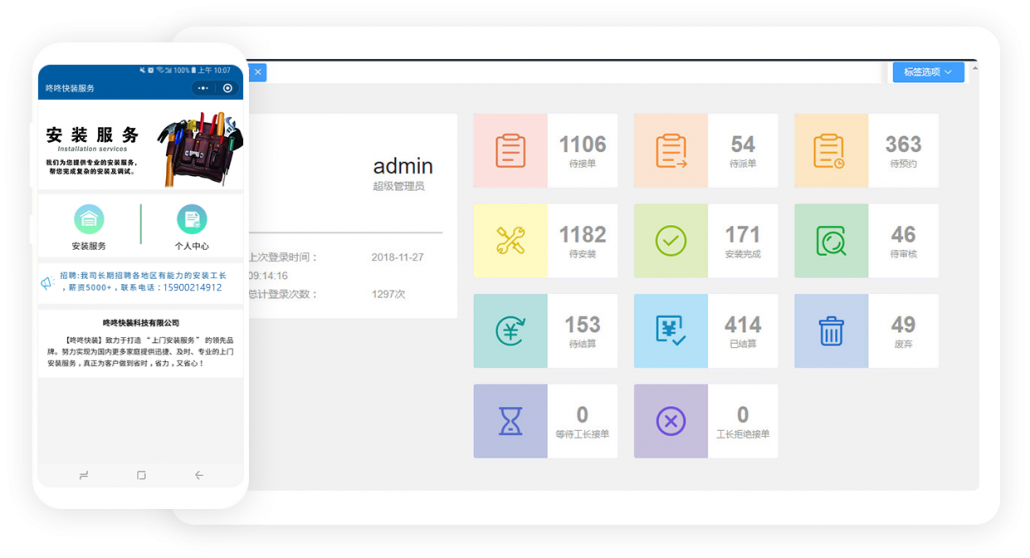 100% 上午 10:07
咚咚快装服务
安装服务
Installation services
我们为您提供专业的安装服务，
帮您完成复杂的安装及调试。
安装服务
个人中心
招聘:我司长期招聘各地区有能力的安装工长
，薪资5000+，联系电话：15900214912
咚咚快装科技有限公司
【咚咚快装】致力于打造 “上门安装服务” 的领先品
牌。努力实现为国内更多家庭提供迅捷、及时、专业的上门
安装服务，真正为客户做到省时，省力，又省心！
标签选项
admin
超级管理员
上次登录时间： 2018-11-27
09:14:16
总计登录次数： 1297次
1106
待接单
54
待派单
363
待预约
1182
待安装
171
安装完成
46
待审核
153
待结算
414
已结算
49
废弃
0
等待工长接单
0
工长拒绝接单